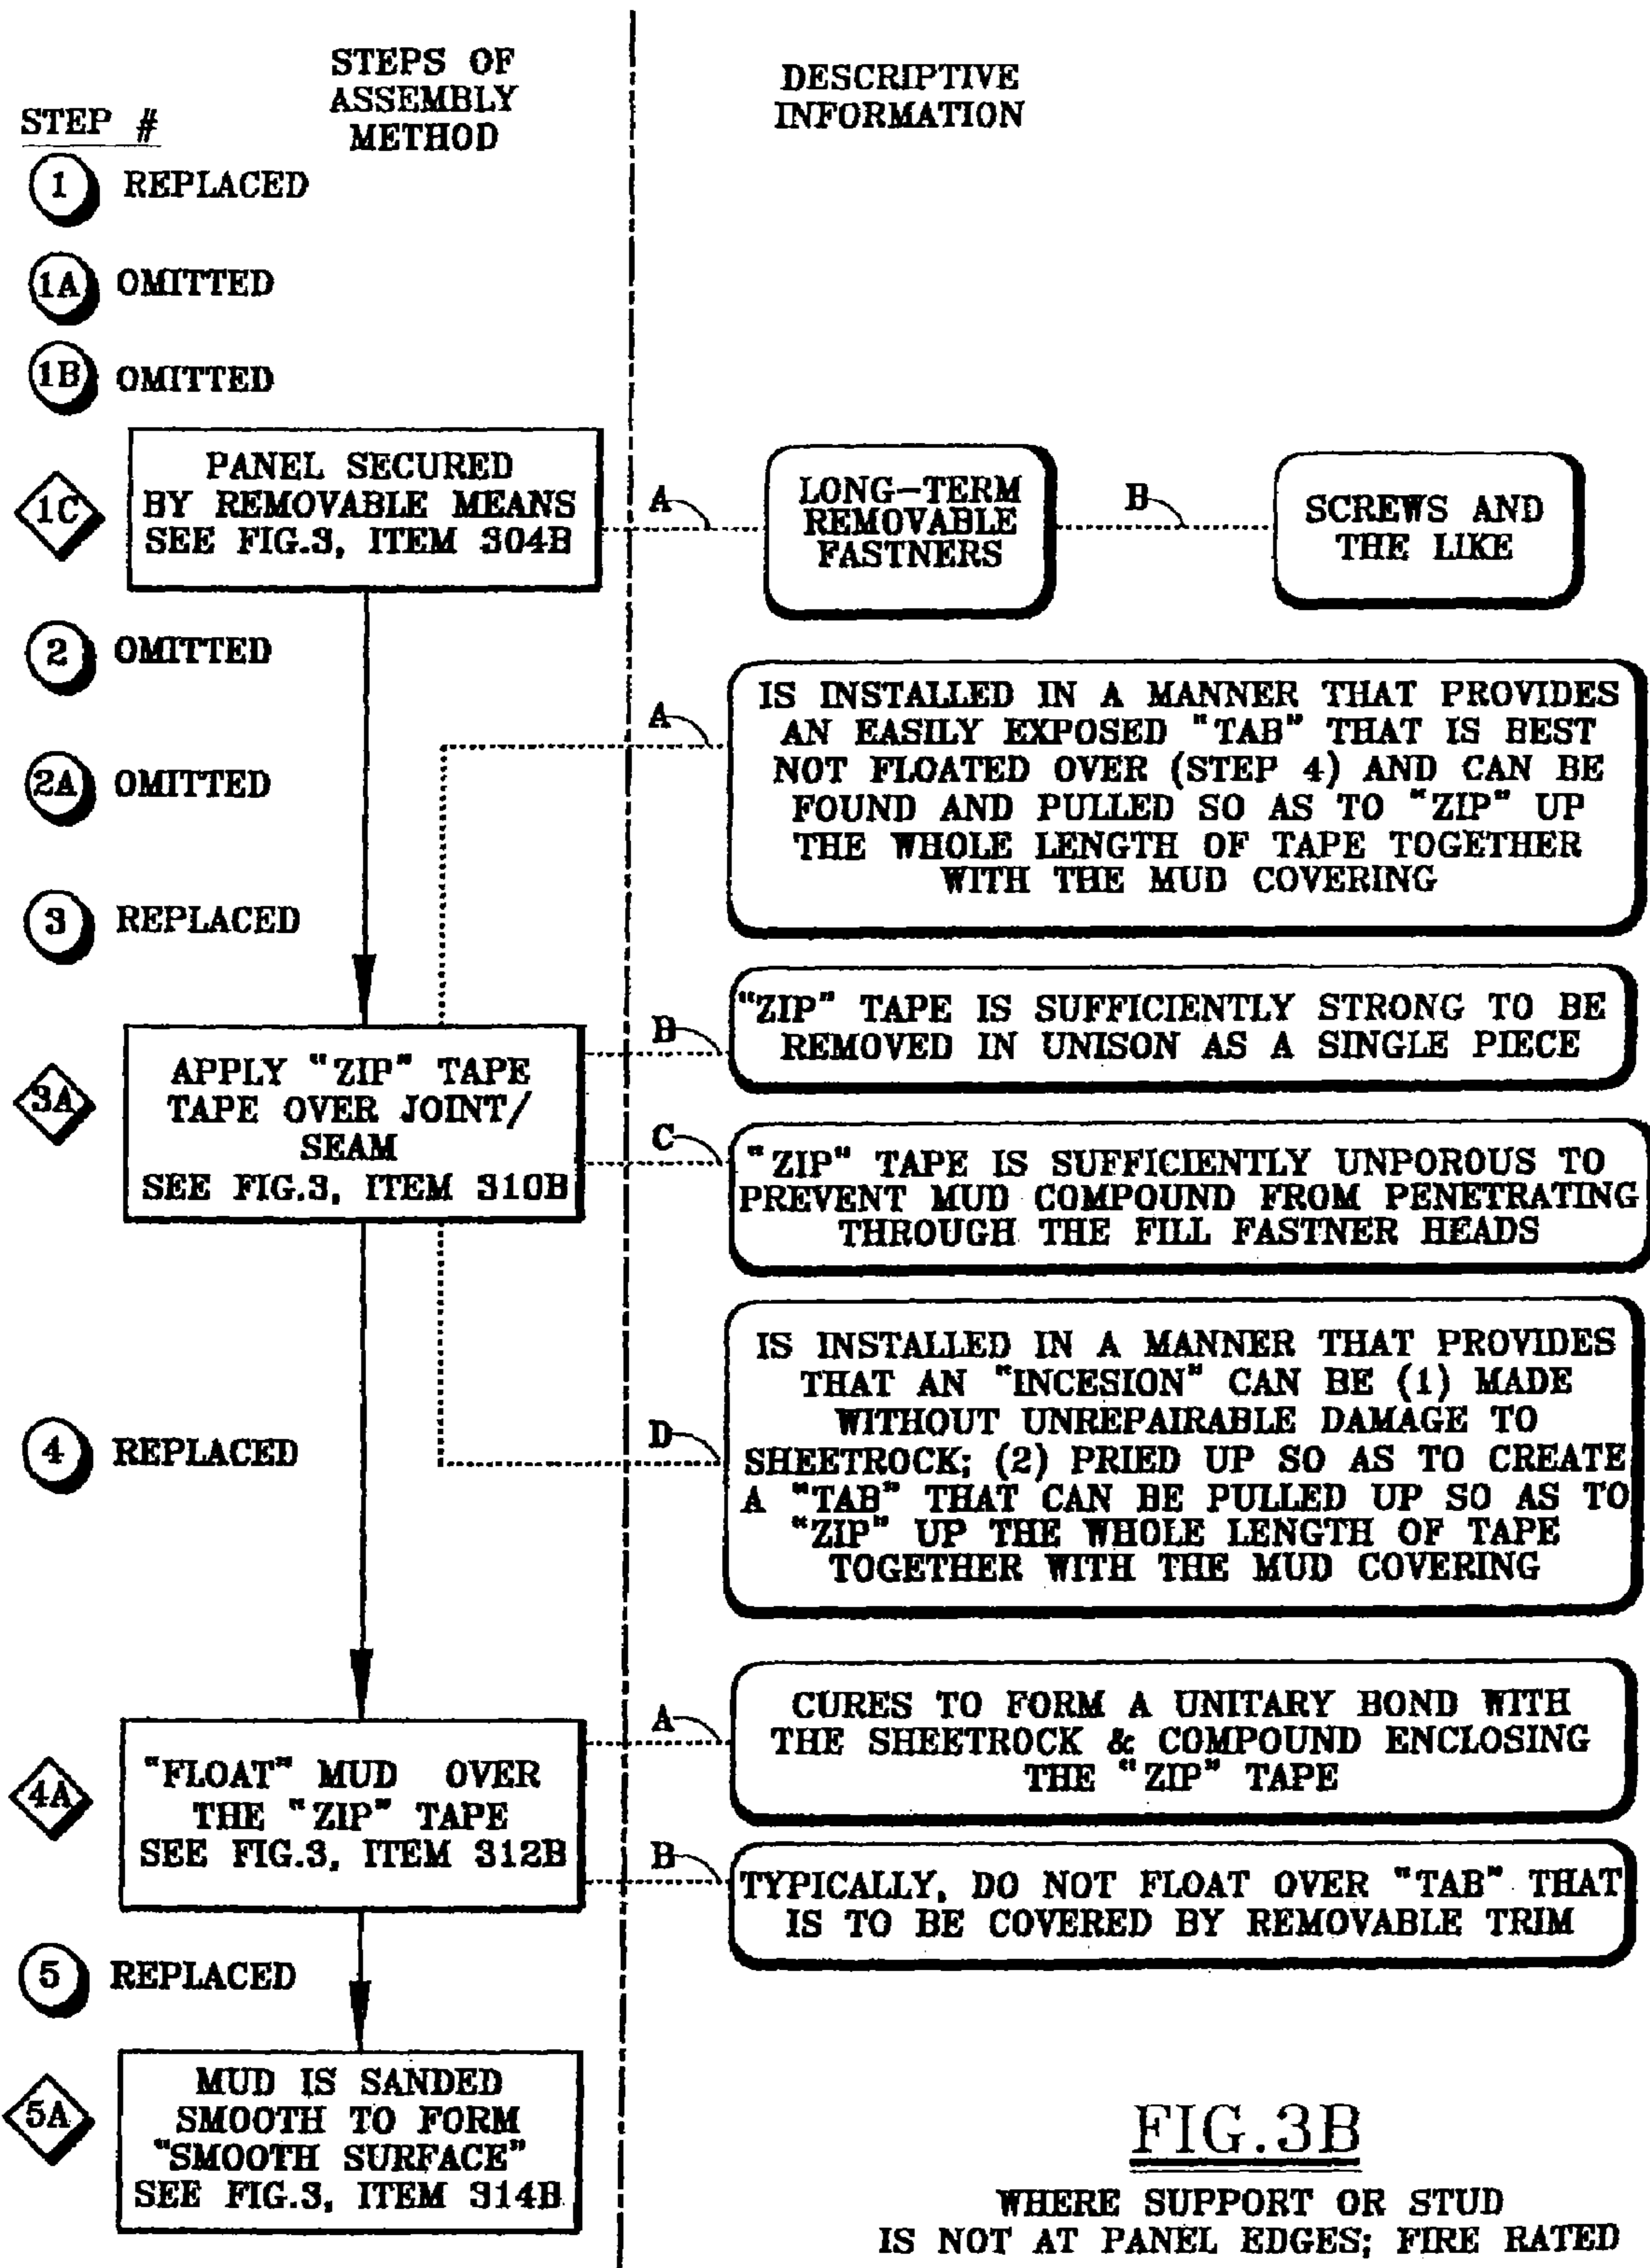 STEPS OF
ASSEMBLY
METHOD
DESCRIPTIVE
INFORMATION
STEP #
1 REPLACED
1A OMITTED
1B OMITTED
1C
PANEL SECURED
BY REMOVABLE MEANS
SEE FIG.3, ITEM 304B
A
LONG-TERM
REMOVABLE
FASTNERS
B
SCREWS AND
THE LIKE
2 OMITTED
2A OMITTED
3 REPLACED
A
IS INSTALLED IN A MANNER THAT PROVIDES
AN EASILY EXPOSED "TAB" THAT IS BEST
NOT FLOATED OVER (STEP 4) AND CAN BE
FOUND AND PULLED SO AS TO "ZIP" UP
THE WHOLE LENGTH OF TAPE TOGETHER
WITH THE MUD COVERING
3A
APPLY "ZIP" TAPE
TAPE OVER JOINT/
SEAM
SEE FIG.3, ITEM 310B
B
"ZIP" TAPE IS SUFFICIENTLY STRONG TO BE
REMOVED IN UNISON AS A SINGLE PIECE
C
"ZIP" TAPE IS SUFFICIENTLY UNPOROUS TO
PREVENT MUD COMPOUND FROM PENETRATING
THROUGH THE FILL FASTNER HEADS
D
IS INSTALLED IN A MANNER THAT PROVIDES
THAT AN "INCESION" CAN BE (1) MADE
WITHOUT UNREPAIRABLE DAMAGE TO
SHEETROCK; (2) PRIED UP SO AS TO CREATE
A "TAB" THAT CAN BE PULLED UP SO AS TO
"ZIP" UP THE WHOLE LENGTH OF TAPE
TOGETHER WITH THE MUD COVERING
4 REPLACED
4A
"FLOAT" MUD OVER
THE "ZIP" TAPE
SEE FIG.3, ITEM 312B
A
CURES TO FORM A UNITARY BOND WITH
THE SHEETROCK & COMPOUND ENCLOSING
THE "ZIP" TAPE
B
TYPICALLY, DO NOT FLOAT OVER "TAB" THAT
IS TO BE COVERED BY REMOVABLE TRIM
5 REPLACED
5A
MUD IS SANDED
SMOOTH TO FORM
"SMOOTH SURFACE"
SEE FIG.3, ITEM 314B
FIG.3B
WHERE SUPPORT OR STUD
IS NOT AT PANEL EDGES; FIRE RATED